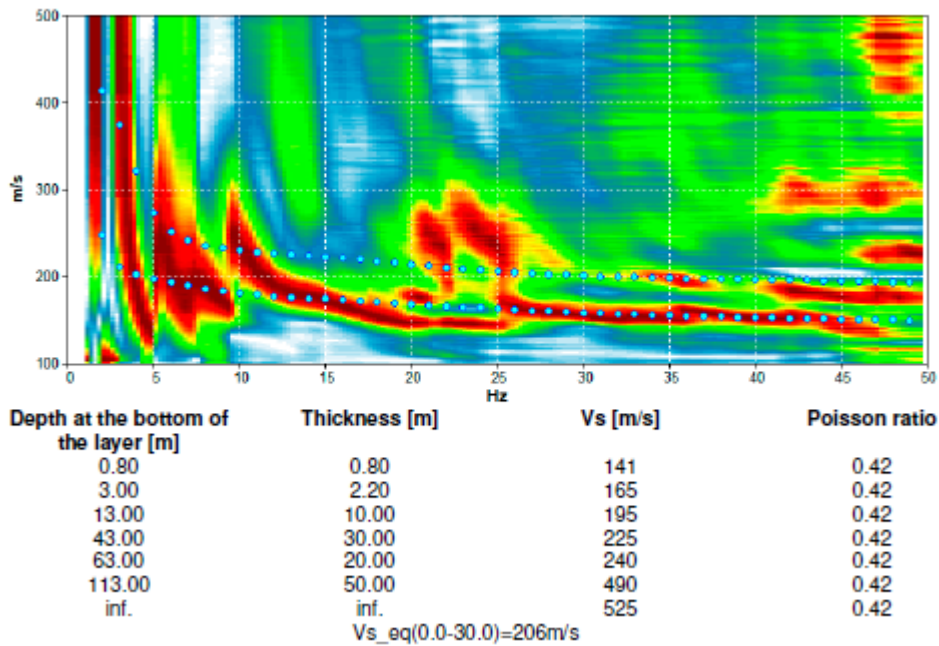 500
400
300
200
100
m/s
0 5 10 15 20 25 30 35 40 45 50
Hz
Depth at the bottom of the layer [m] Thickness [m] Vs [m/s] Poisson ratio
0.80 0.80 141 0.42
3.00 2.20 165 0.42
13.00 10.00 195 0.42
43.00 30.00 225 0.42
63.00 20.00 240 0.42
113.00 50.00 490 0.42
inf. inf. 525 0.42
Vs_eq(0.0-30.0)=206m/s